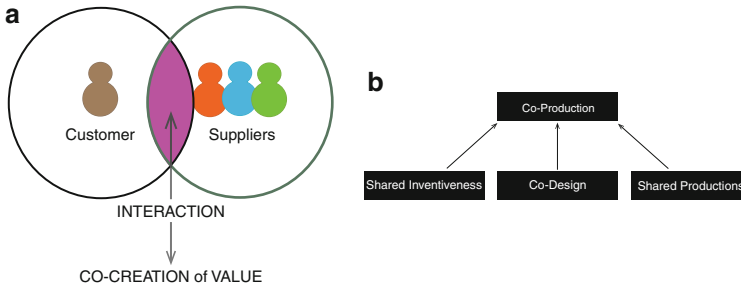 a
Customer
Suppliers
INTERACTION
CO-CREATION of VALUE
b
Co-Production
Shared Inventiveness
Co-Design
Shared Productions